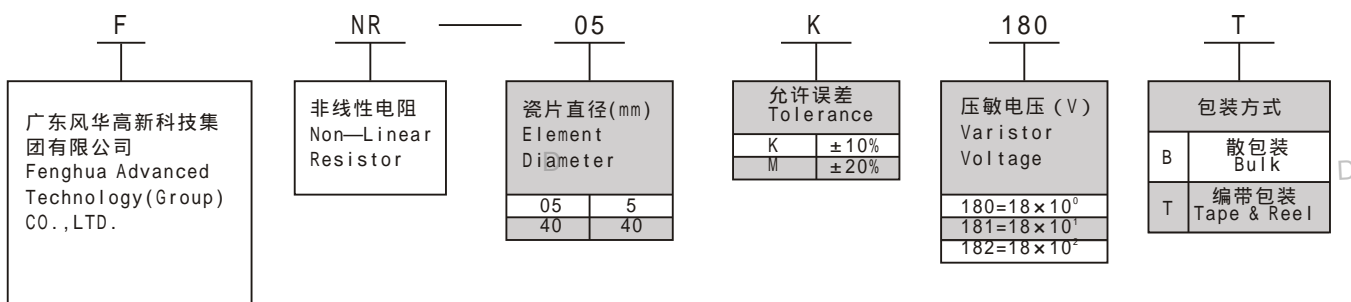 F NR —— 05 K 180 T
广东风华高新科技集
团有限公司
Fenghua Advanced
Technology(Group)
CO.,LTD.
非线性电阻
Non—Linear
Resistor
瓷片直径(mm)
Element
Diameter
05 5
40 40
允许误差
Tolerance
K ±10%
M ±20%
压敏电压(V)
Varistor
Voltage
180=18×10⁰
181=18×10¹
182=18×10²
包装方式
B 散包装
Bulk
T 编带包装
Tape & Reel
D
D